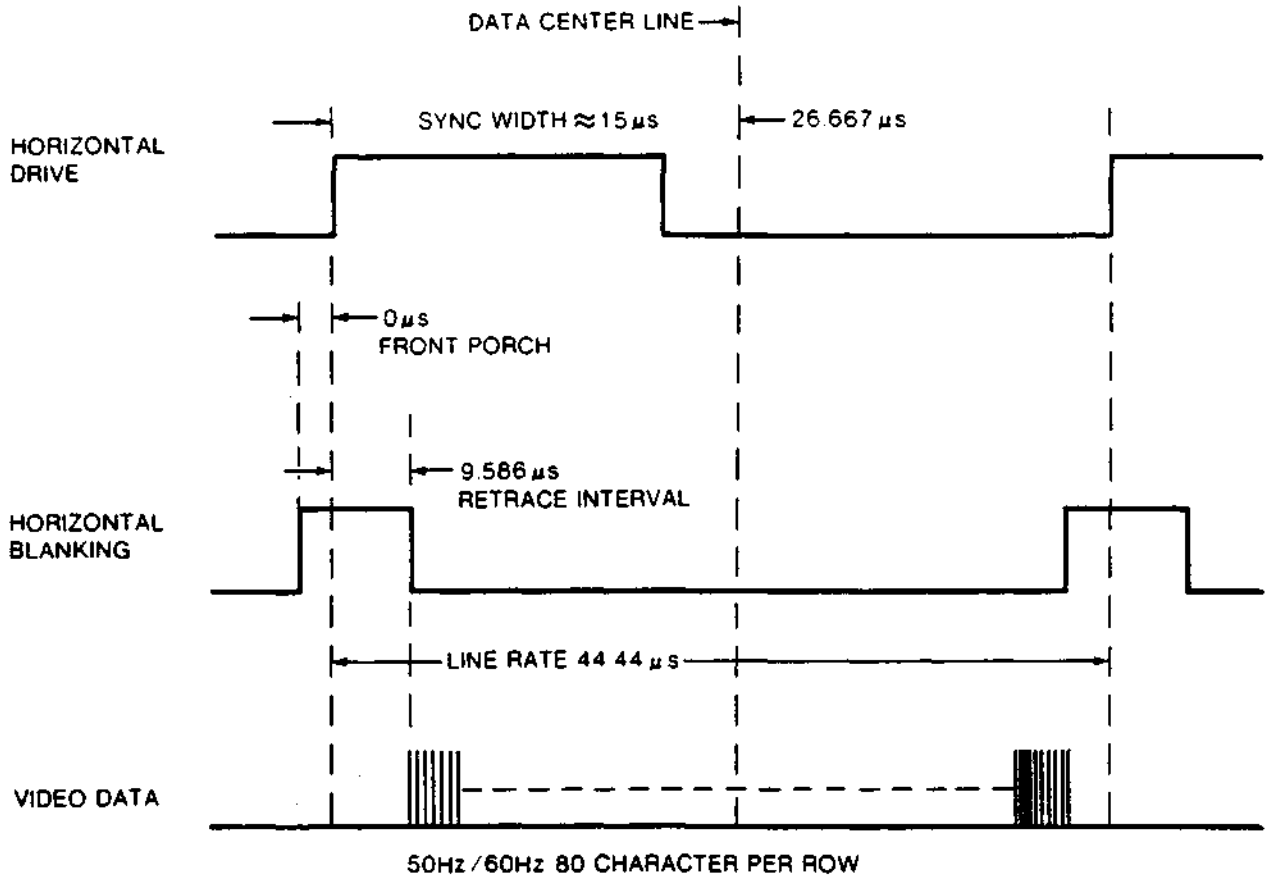 DATA CENTER LINE
SYNC WIDTH ≈ 15 μs
26.667 μs
HORIZONTAL
DRIVE
0 μs
FRONT PORCH
9.586 μs
RETRACE INTERVAL
HORIZONTAL
BLANKING
LINE RATE 44 44 μs
VIDEO DATA
50Hz / 60Hz 80 CHARACTER PER ROW